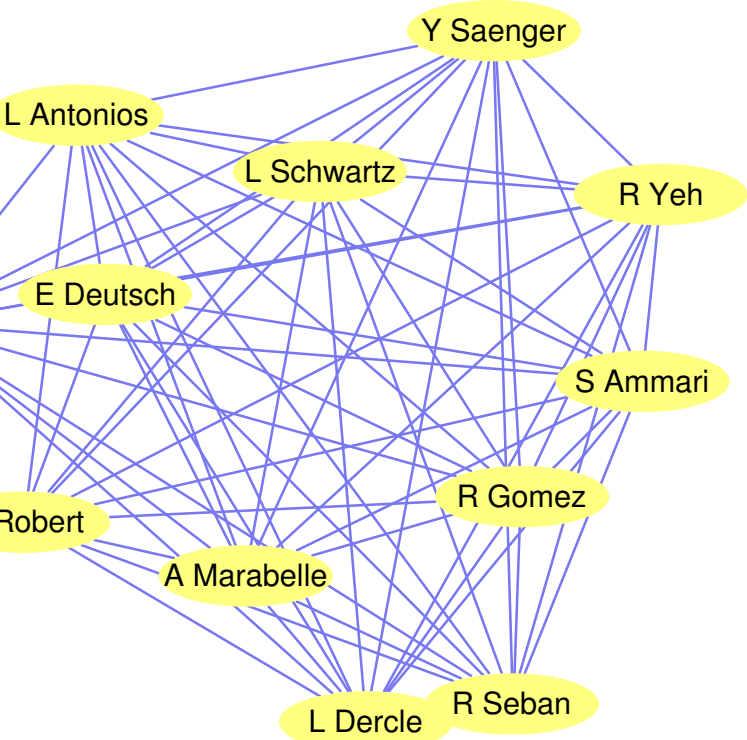 Y Saenger
L Antonios
L Schwartz
R Yeh
E Deutsch
S Ammari
R Gomez
Robert
A Marabelle
R Seban
L Dercle